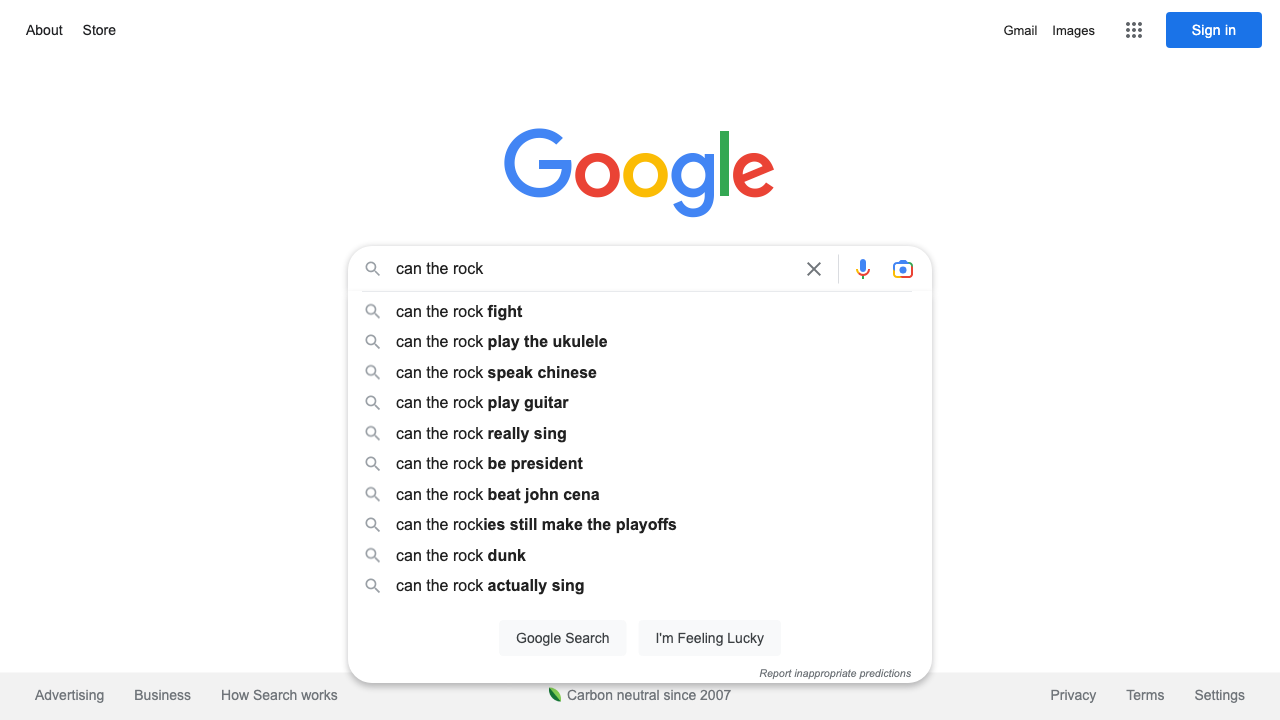 About Store Gmail Images Sign in
Google
can the rock
can the rock fight
can the rock play the ukulele
can the rock speak chinese
can the rock play guitar
can the rock really sing
can the rock be president
can the rock beat john cena
can the rockies still make the playoffs
can the rock dunk
can the rock actually sing
Google Search I'm Feeling Lucky
Report inappropriate predictions
Advertising Business How Search works Carbon neutral since 2007 Privacy Terms Settings